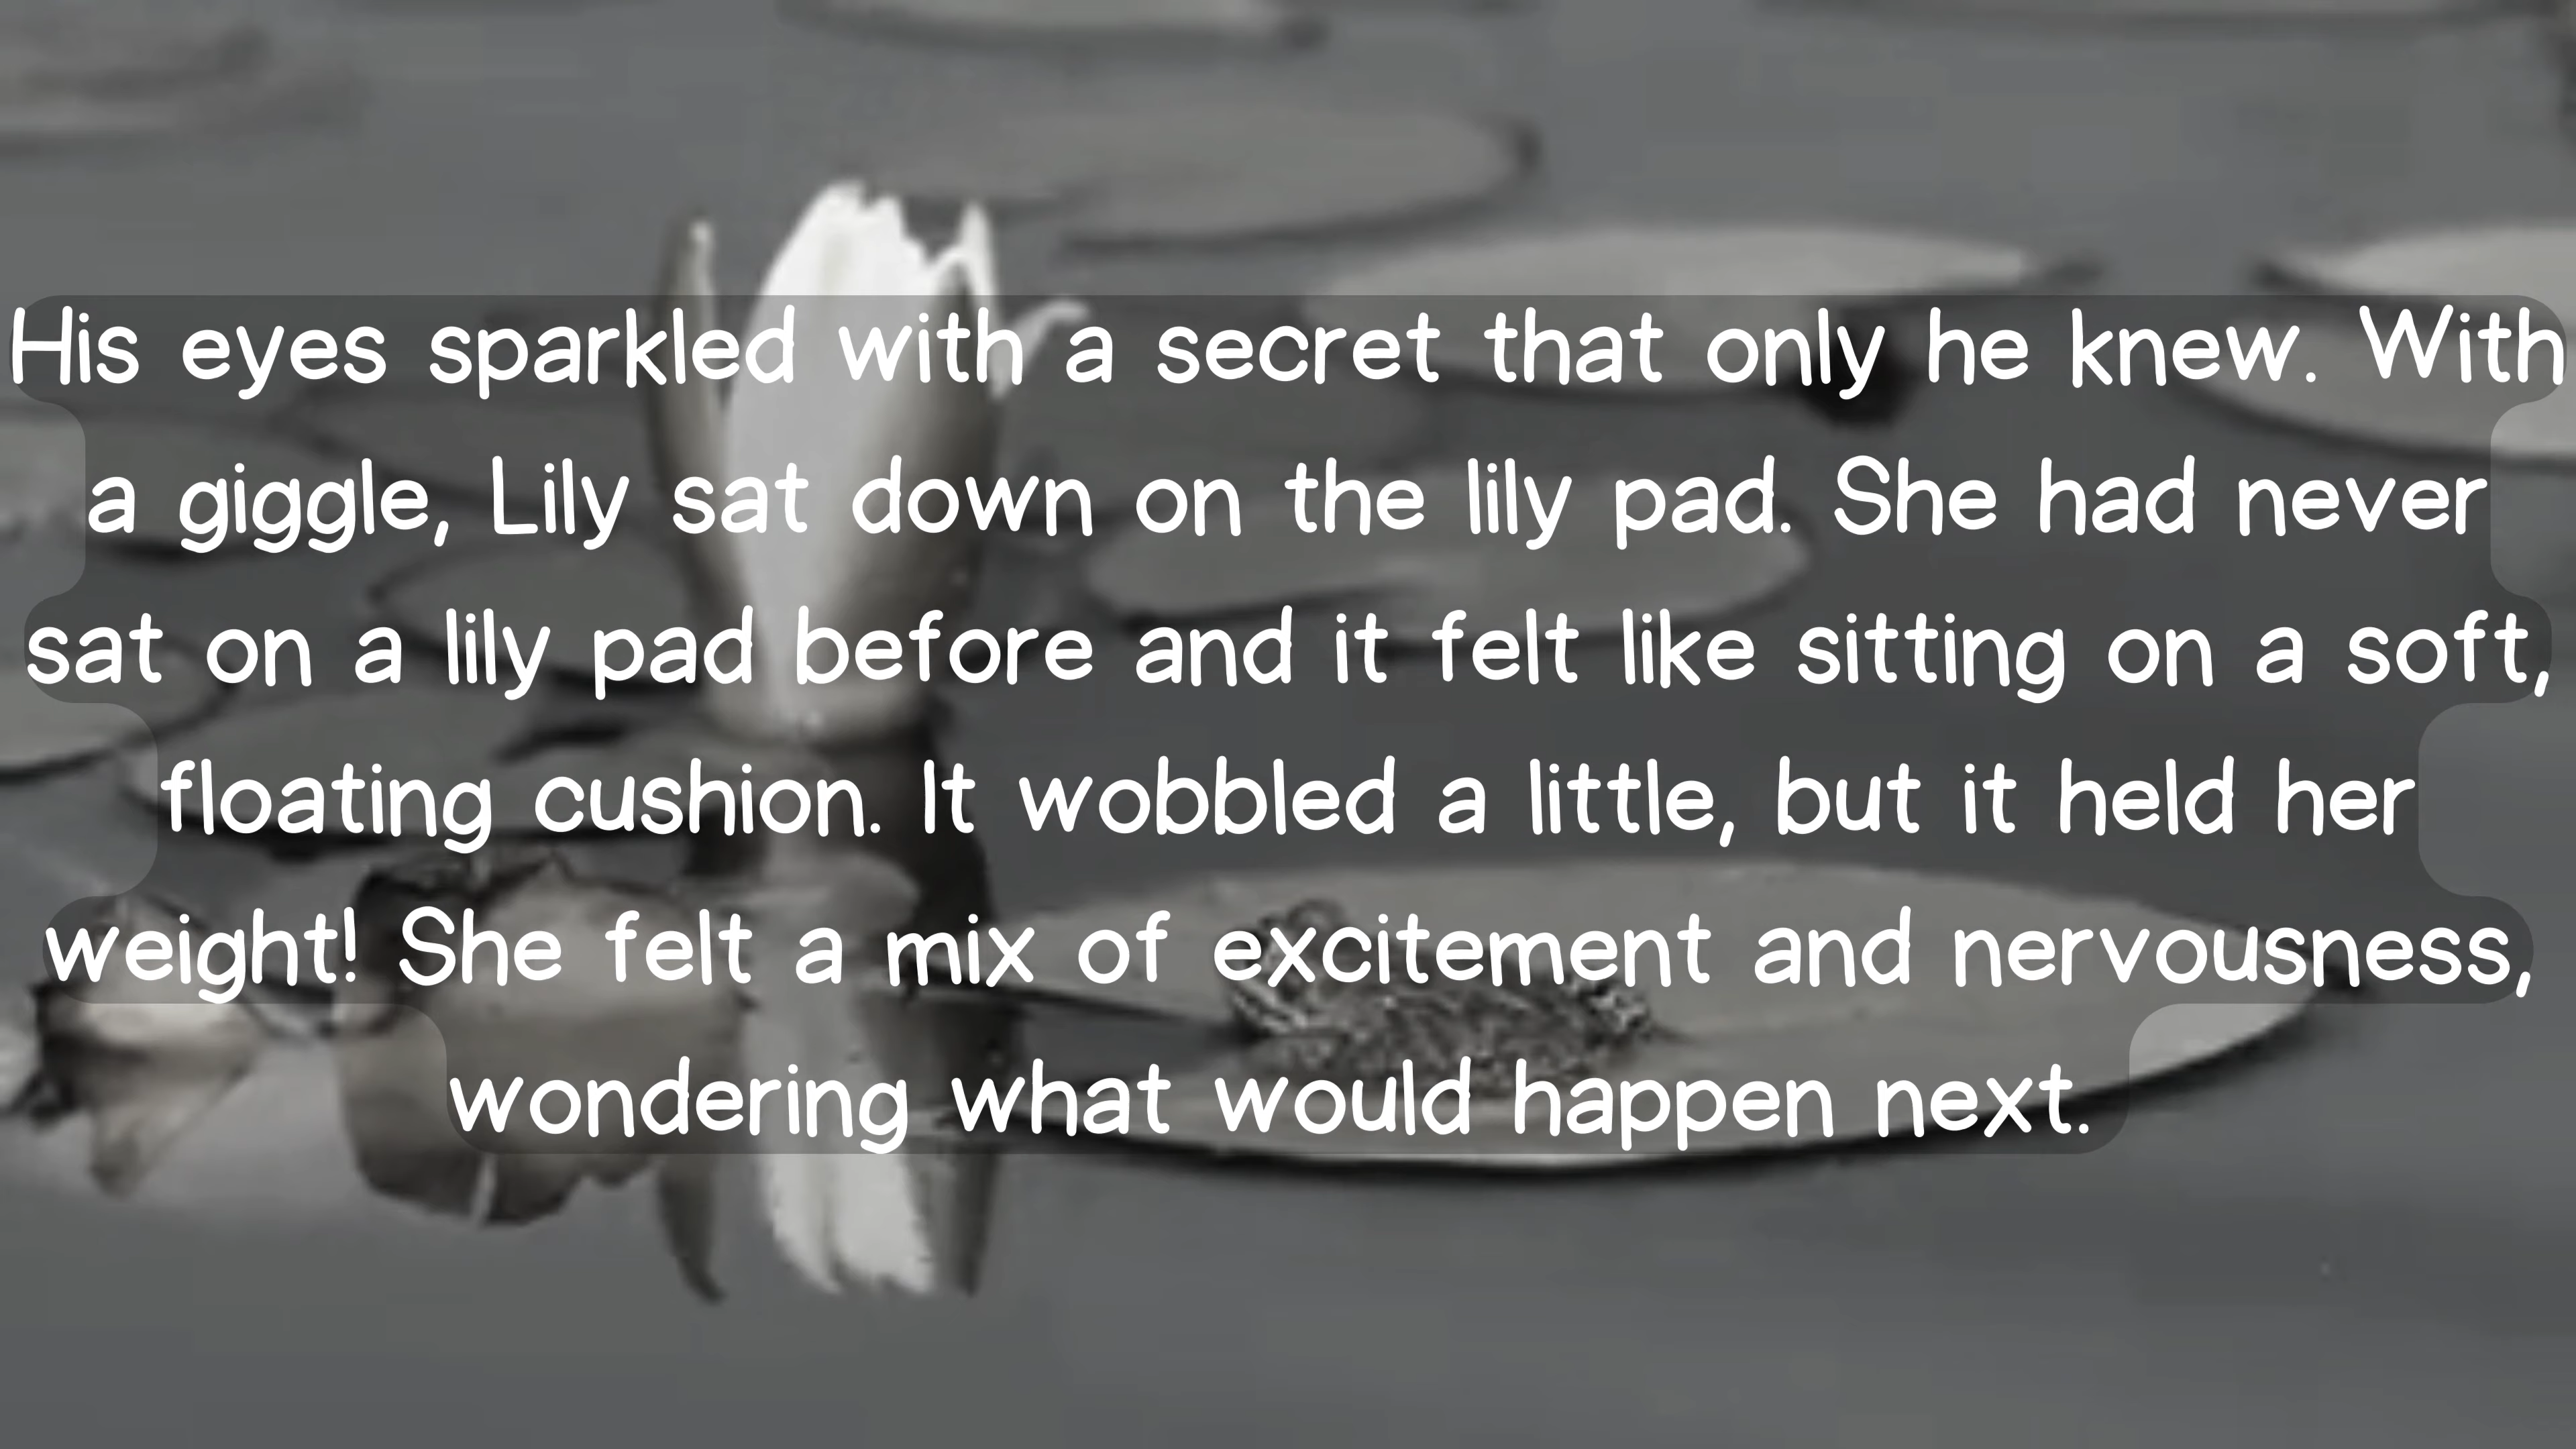 His eyes sparkled with a secret that only he knew. With
a giggle, Lily sat down on the lily pad. She had never
sat on a lily pad before and it felt like sitting on a soft,
floating cushion. It wobbled a little, but it held her
weight! She felt a mix of excitement and nervousness,
wondering what would happen next.